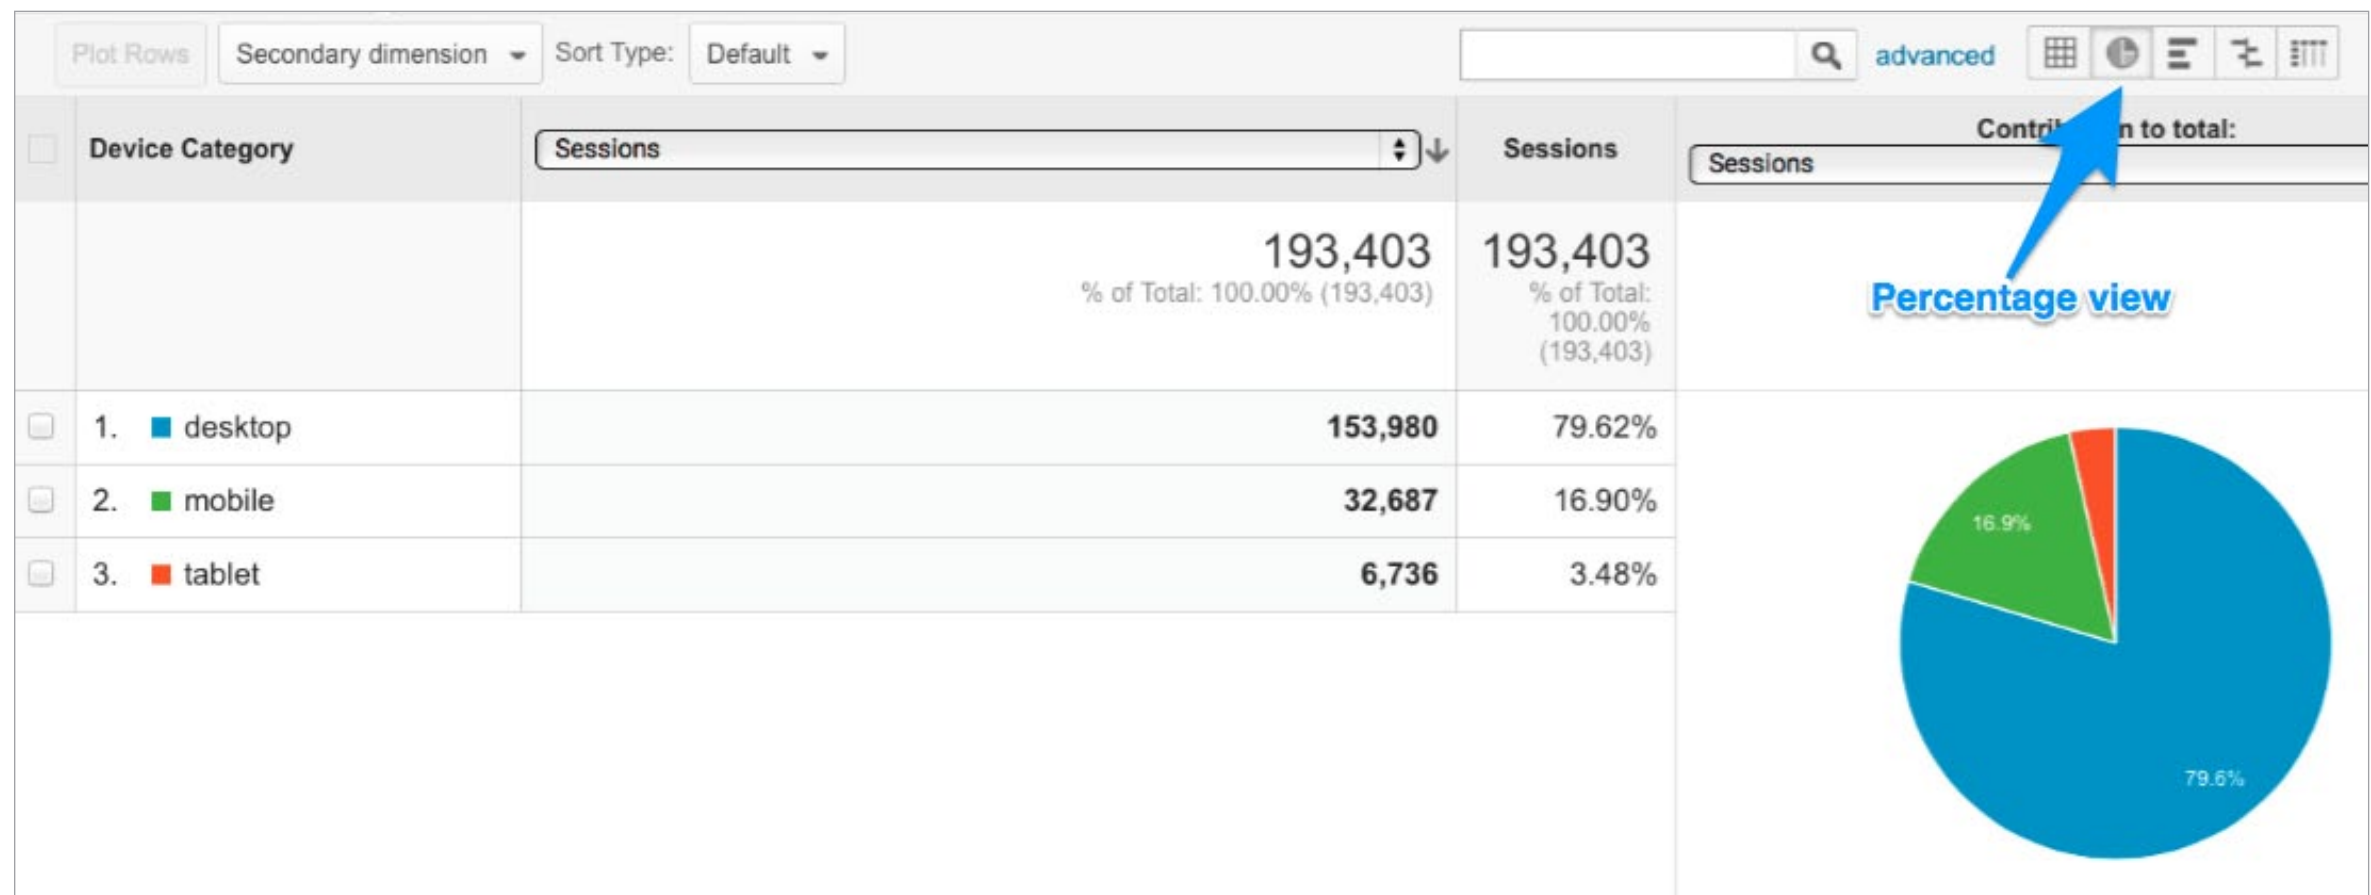 Plot Rows Secondary dimension Sort Type: Default advanced
Device Category Sessions Sessions Contri n to total:
Sessions
193,403 193,403
% of Total: 100.00% (193,403) % of Total:
100.00%
(193,403)
Percentage view
1. desktop 153,980 79.62%
2. mobile 32,687 16.90%
3. tablet 6,736 3.48%
16.9%
79.6%